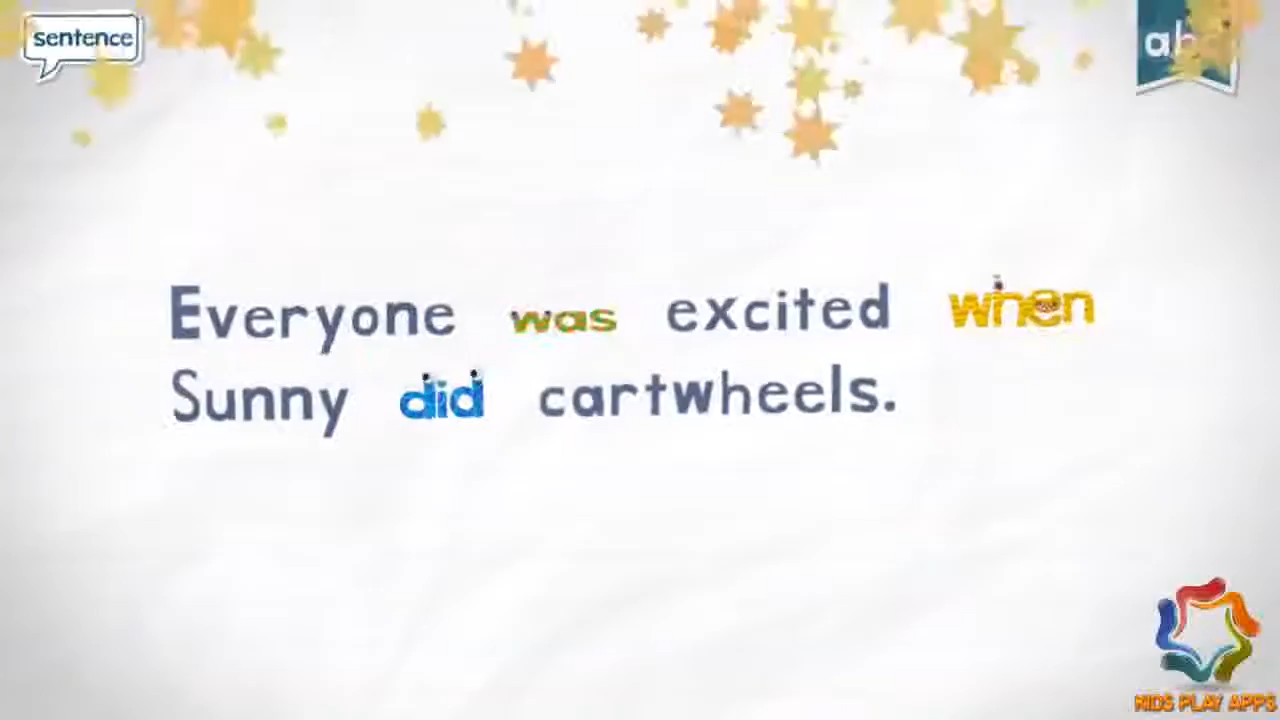 sentence
Everyone was excited when
Sunny did cartwheels.
KIDS PLAY APPS